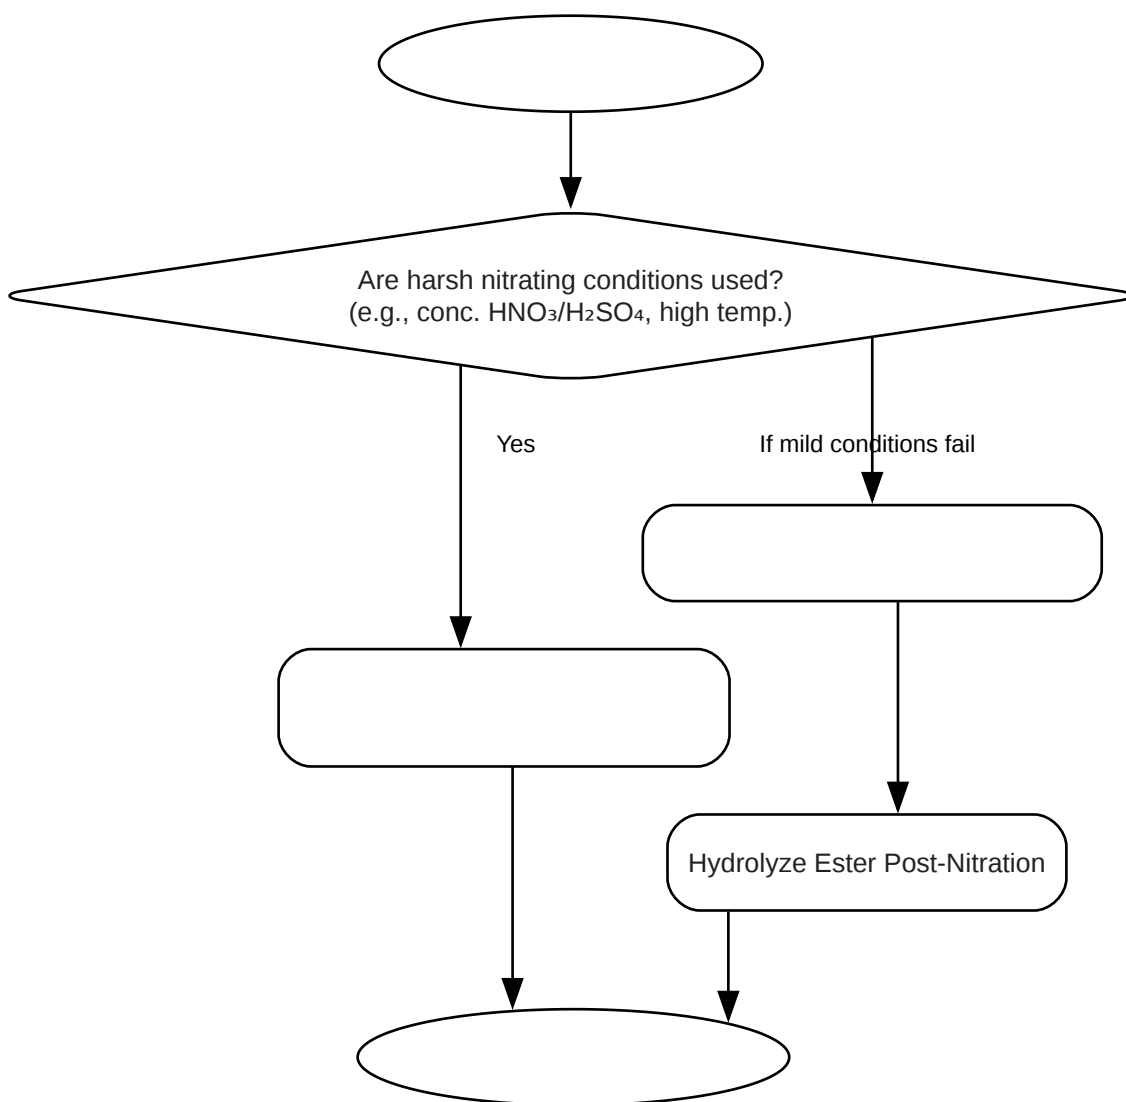 Are harsh nitrating conditions used?
(e.g., conc. HNO₃/H₂SO₄, high temp.)
Yes
If mild conditions fail
Hydrolyze Ester Post-Nitration